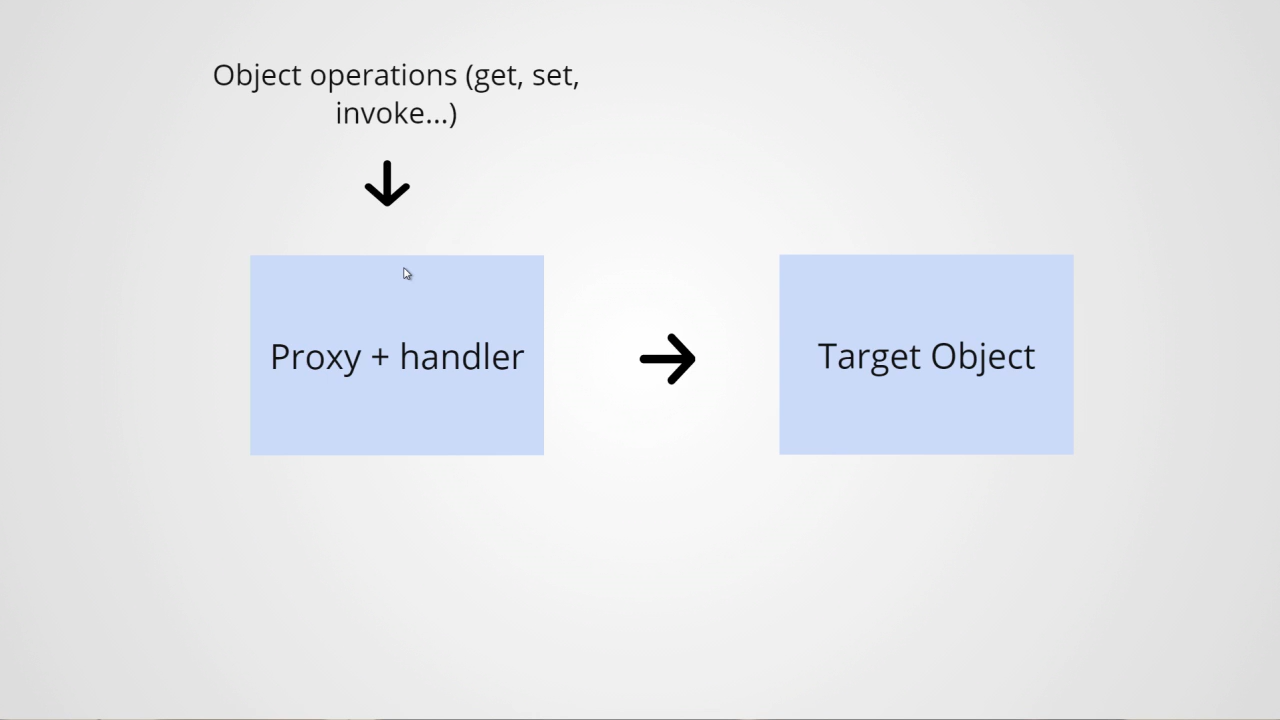 Object operations (get, set,
invoke...)
Proxy + handler
Target Object